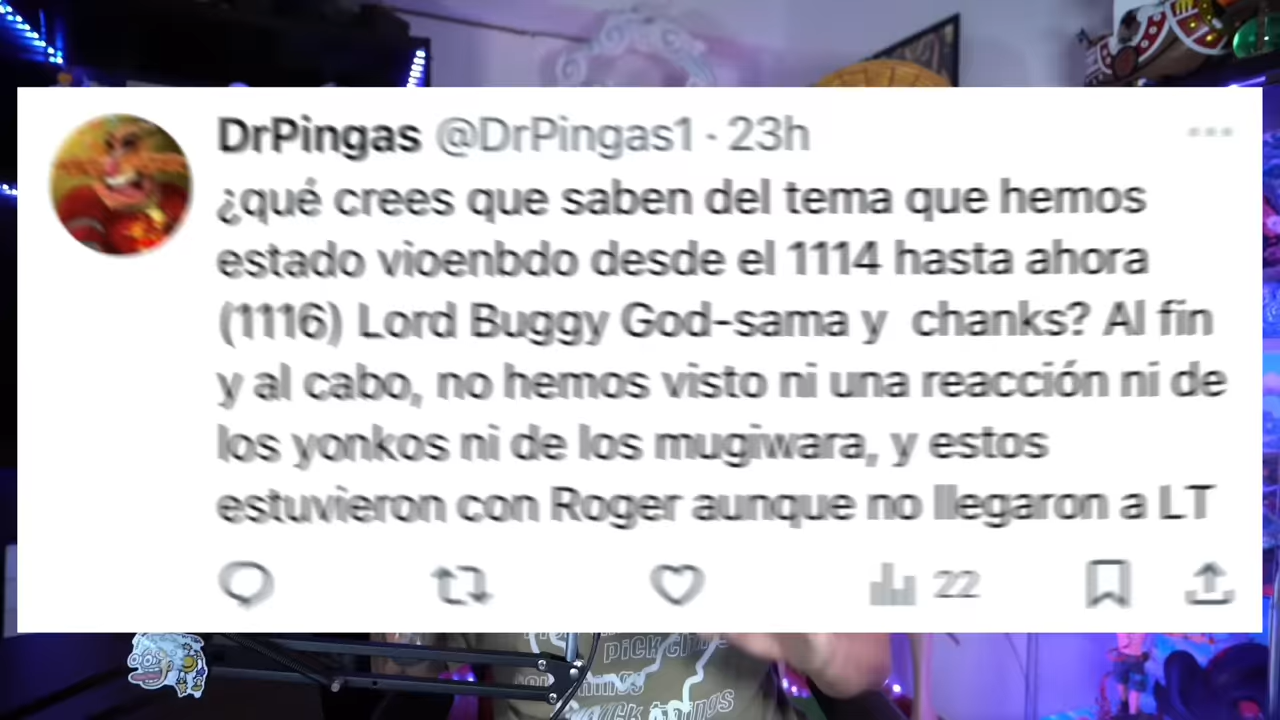 DrPingas @DrPingas1 · 23h
¿qué crees que saben del tema que hemos
estado vioenbdo desde el 1114 hasta ahora
(1116) Lord Buggy God-sama y chanks? Al fin
y al cabo, no hemos visto ni una reacción ni de
los yonkos ni de los mugiwara, y estos
estuvieron con Roger aunque no llegaron a LT
22